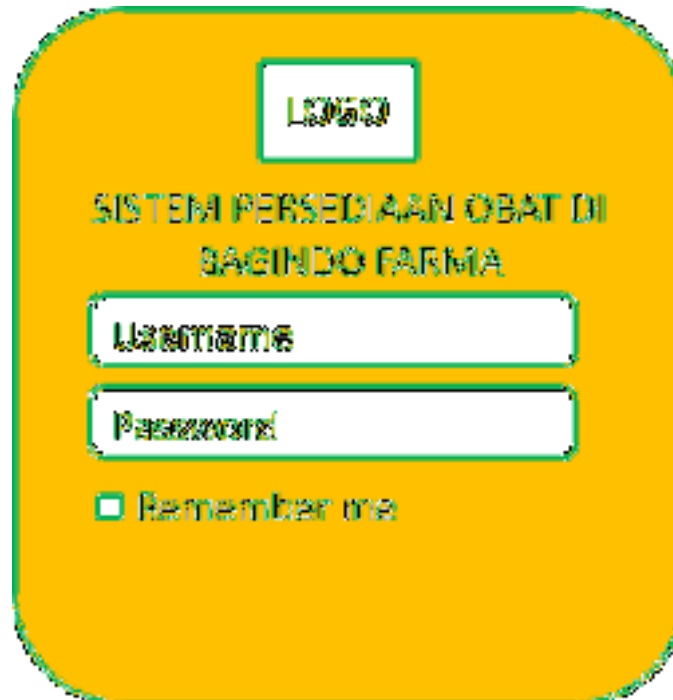 LOGO
SISTEM PERSEDIAAN OBAT DI
BAGINDO FARMA
Username
Password
Remember me